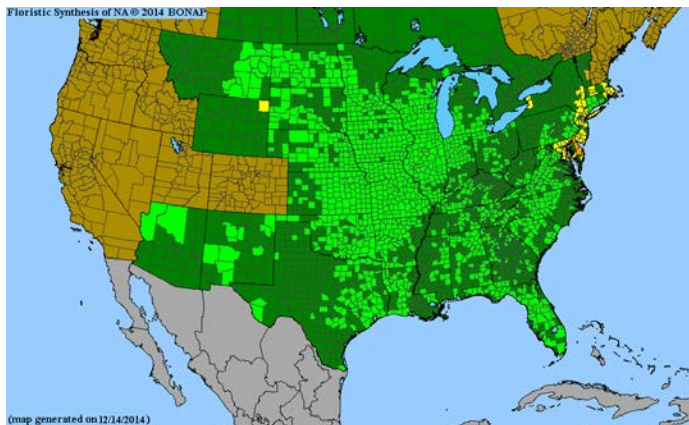 Floristic Synthesis of NA © 2014 BONAP
(map generated on 12/14/2014)